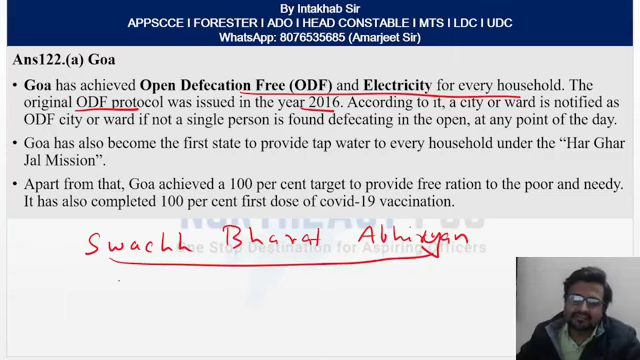 By Intakhab Sir
APPSCCE I FORESTER I ADO I HEAD CONSTABLE I MTS I LDC I UDC
WhatsApp: 8076535685 (Amarjeet Sir)
Ans122.(a) Goa
Goa has achieved Open Defecation Free (ODF) and Electricity for every household. The
original ODF protocol was issued in the year 2016. According to it, a city or ward is notified as
ODF city or ward if not a single person is found defecating in the open, at any point of the day.
Goa has also become the first state to provide tap water to every household under the “Har Ghar
Jal Mission”.
Apart from that, Goa achieved a 100 per cent target to provide free ration to the poor and needy.
It has also completed 100 per cent first dose of covid-19 vaccination.
Swachh Bharat Abhiyan
One Stop Destination for Aspiring Officers